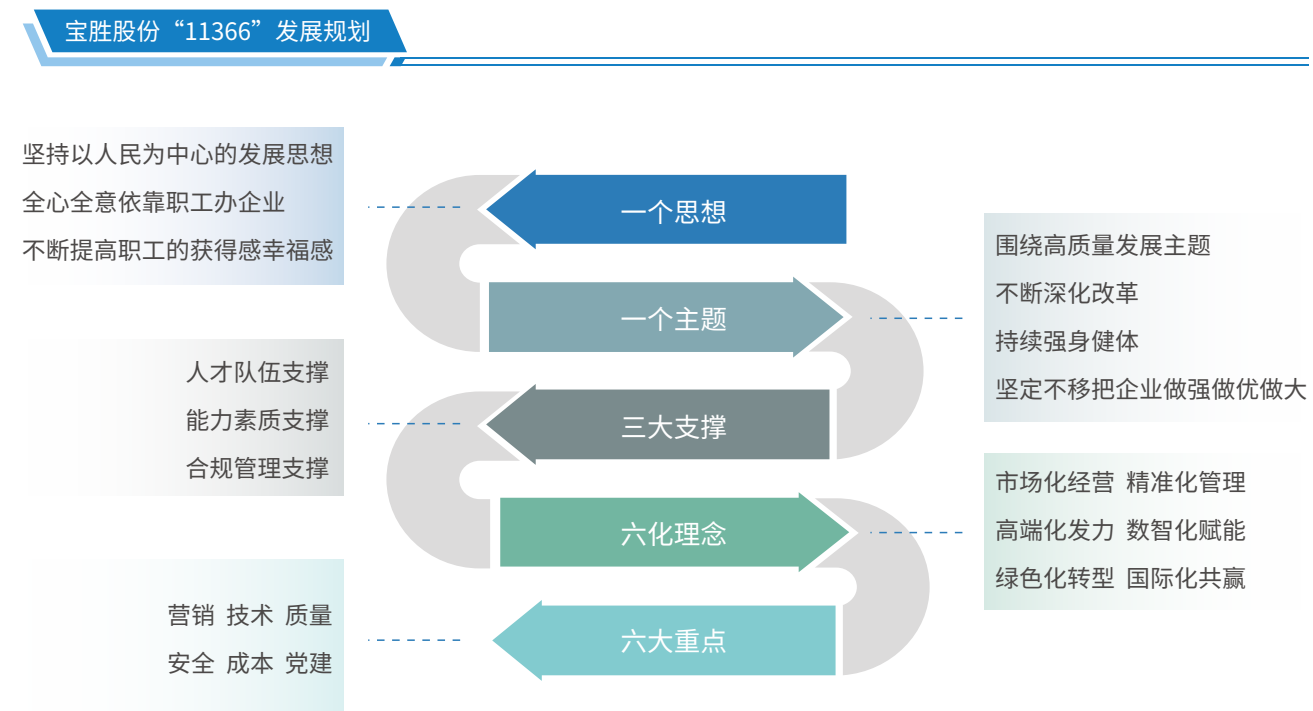 宝胜股份“11366”发展规划
一个思想
坚持以人民为中心的发展思想
全心全意依靠职工办企业
不断提高职工的获得感幸福感
一个主题
围绕高质量发展主题
不断深化改革
持续强身健体
坚定不移把企业做强做优做大
三大支撑
人才队伍支撑
能力素质支撑
合规管理支撑
六化理念
市场化经营 精准化管理
高端化发力 数智化赋能
绿色化转型 国际化共赢
六大重点
营销 技术 质量
安全 成本 党建